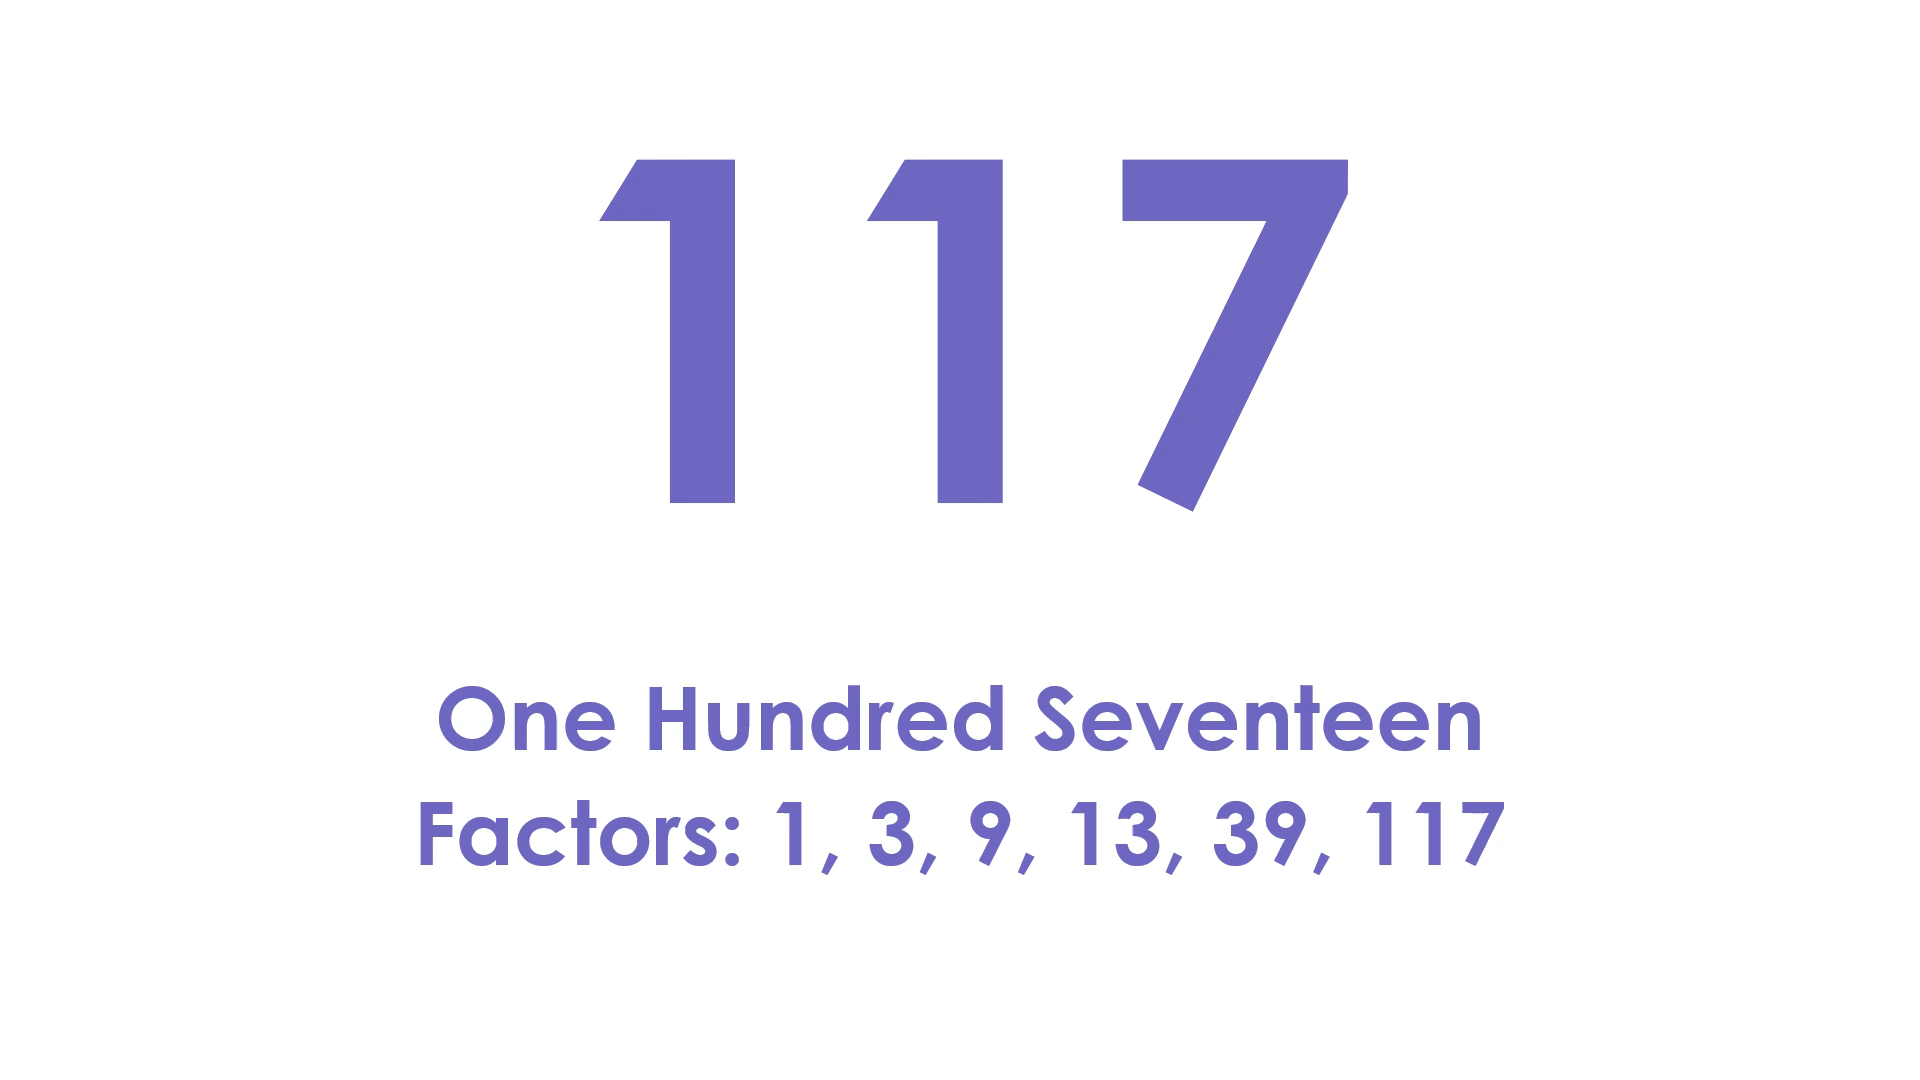 117
One Hundred Seventeen
Factors: 1, 3, 9, 13, 39, 117